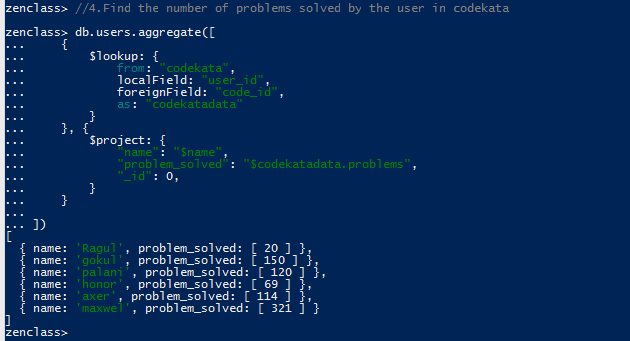 zenclass> //4.Find the number of problems solved by the user in codekata
zenclass> db.users.aggregate([
...     {
...         $lookup: {
...             from: "codekata",
...             localField: "user_id",
...             foreignField: "code_id",
...             as: "codekatadata"
...         }
...     }, {
...         $project: {
...             "name": "$name",
...             "problem_solved": "$codekatadata.problems",
...             "_id": 0,
...         }
...     }
...
... ])
[
  { name: 'Ragul', problem_solved: [ 20 ] },
  { name: 'gokul', problem_solved: [ 150 ] },
  { name: 'palani', problem_solved: [ 120 ] },
  { name: 'honor', problem_solved: [ 69 ] },
  { name: 'axer', problem_solved: [ 114 ] },
  { name: 'maxwel', problem_solved: [ 321 ] }
]
zenclass>